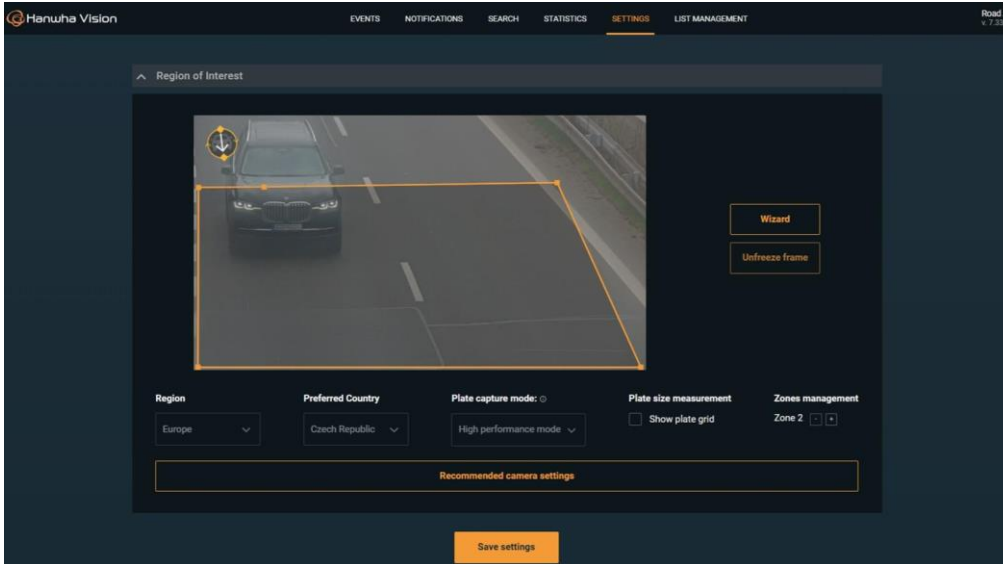 Hanwha Vision
EVENTS NOTIFICATIONS SEARCH STATISTICS SETTINGS LIST MANAGEMENT
Road
v. 7.33
Region of Interest
Wizard
Unfreeze frame
Region Preferred Country Plate capture mode: Plate size measurement Zones management
Europe Czech Republic High performance mode Show plate grid Zone 2 - +
Recommended camera settings
Save settings